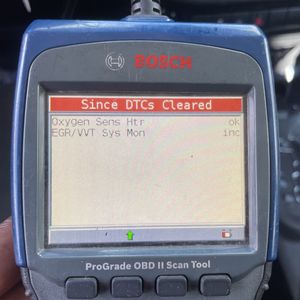 BOSCH
Since DTCs Cleared
Oxygen Sens Htr ok
EGR/VVT Sys Mon inc
ProGrade OBD II Scan Tool